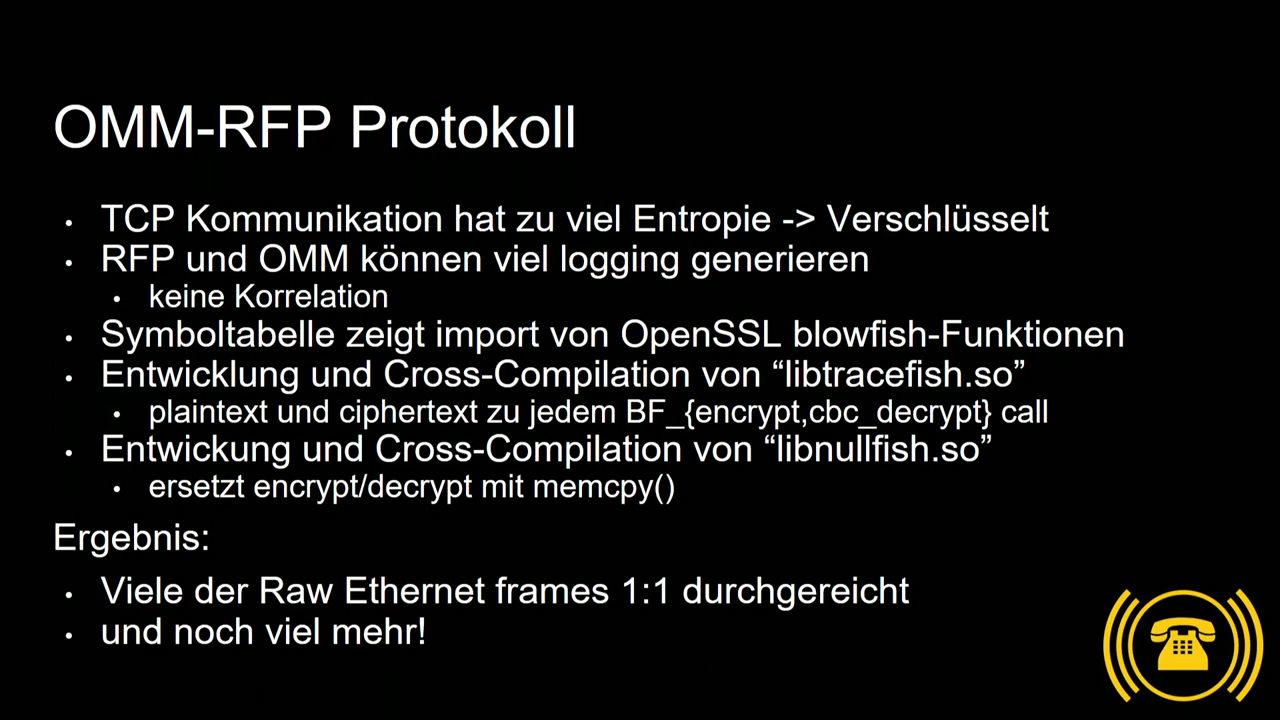 OMM-RFP Protokoll
• TCP Kommunikation hat zu viel Entropie -> Verschlüsselt
• RFP und OMM können viel logging generieren
• keine Korrelation
• Symboltabelle zeigt import von OpenSSL blowfish-Funktionen
• Entwicklung und Cross-Compilation von “libtracefish.so”
• plaintext und ciphertext zu jedem BF_{encrypt,cbc_decrypt} call
• Entwickung und Cross-Compilation von “libnullfish.so”
• ersetzt encrypt/decrypt mit memcpy()
Ergebnis:
• Viele der Raw Ethernet frames 1:1 durchgereicht
• und noch viel mehr!